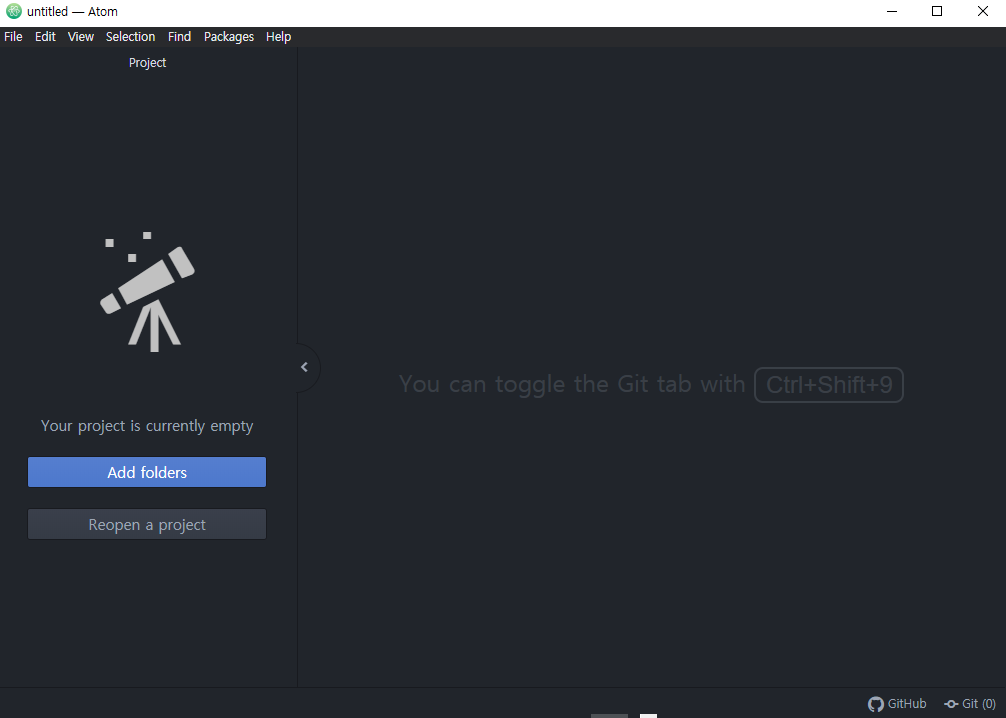 untitled — Atom
File Edit View Selection Find Packages Help
Project
You can toggle the Git tab with Ctrl+Shift+9
Your project is currently empty
Add folders
Reopen a project
GitHub Git (0)